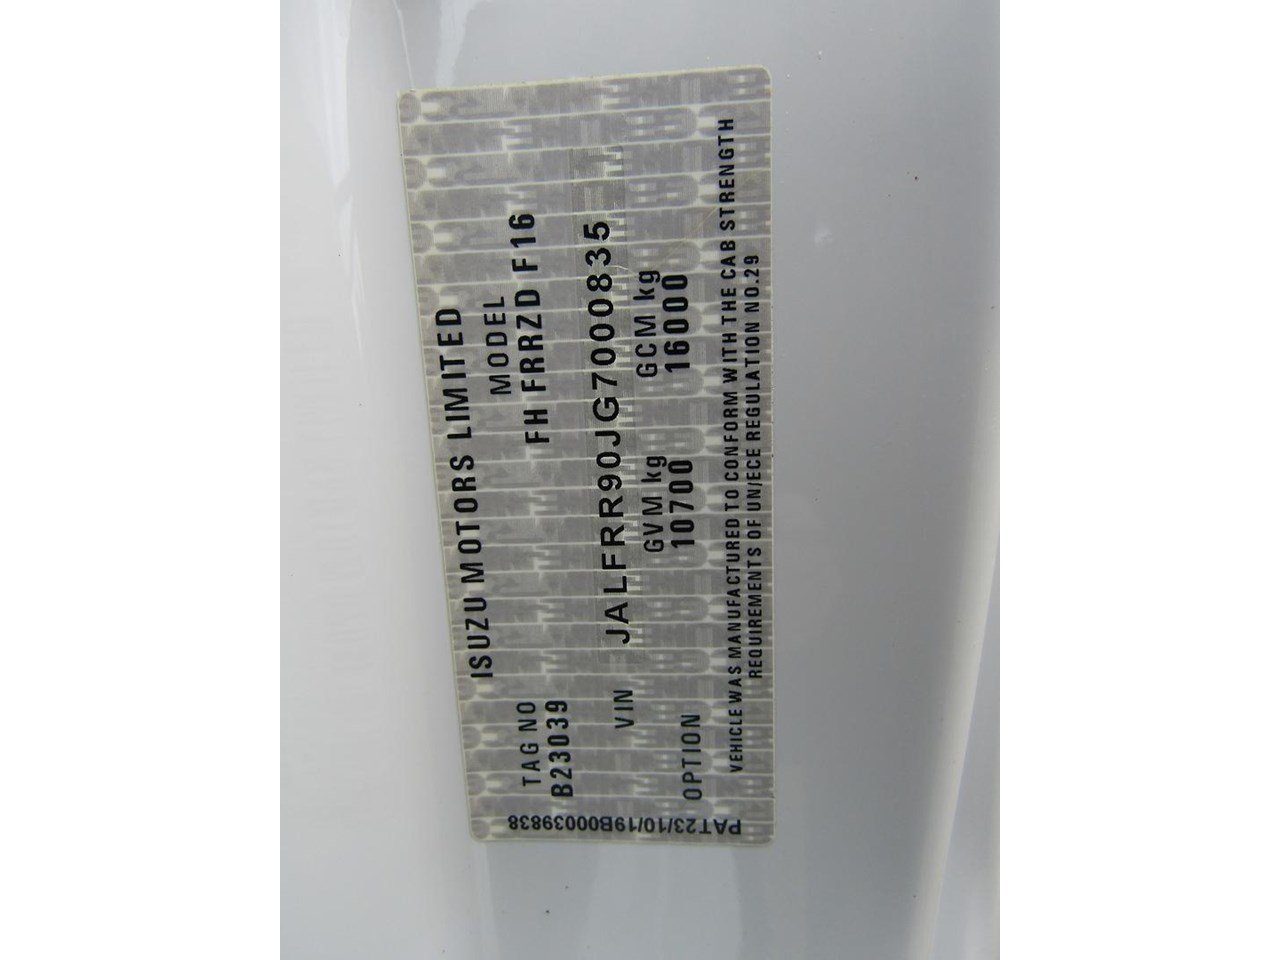 ISUZU MOTORS LIMITED
TAG NO
B23039
MODEL
FH FRRZD F16
VIN
JALFRR90JG7000835
GVM kg
10700
GCM kg
16000
OPTION
VEHICLE WAS MANUFACTURED TO CONFORM WITH THE CAB STRENGTH
REQUIREMENTS OF UN/ECE REGULATION NO.29
PAT23/10/19B00039838